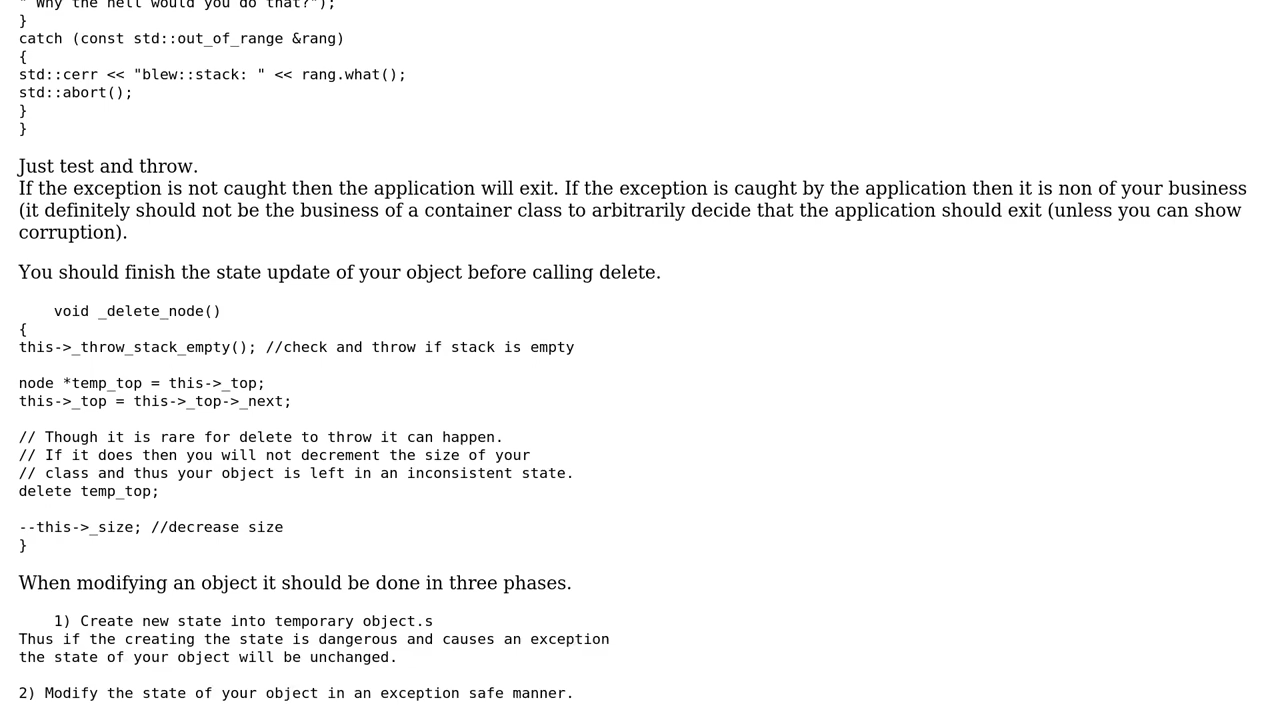 " Why the hell would you do that?");
}
catch (const std::out_of_range &rang)
{
std::cerr << "blew::stack: " << rang.what();
std::abort();
}
}
Just test and throw.
If the exception is not caught then the application will exit. If the exception is caught by the application then it is non of your business
(it definitely should not be the business of a container class to arbitrarily decide that the application should exit (unless you can show
corruption).
You should finish the state update of your object before calling delete.
void _delete_node()
{
this->_throw_stack_empty(); //check and throw if stack is empty
node *temp_top = this->_top;
this->_top = this->_top->_next;
// Though it is rare for delete to throw it can happen.
// If it does then you will not decrement the size of your
// class and thus your object is left in an inconsistent state.
delete temp_top;
--this->_size; //decrease size
}
When modifying an object it should be done in three phases.
1) Create new state into temporary object.s
Thus if the creating the state is dangerous and causes an exception
the state of your object will be unchanged.
2) Modify the state of your object in an exception safe manner.